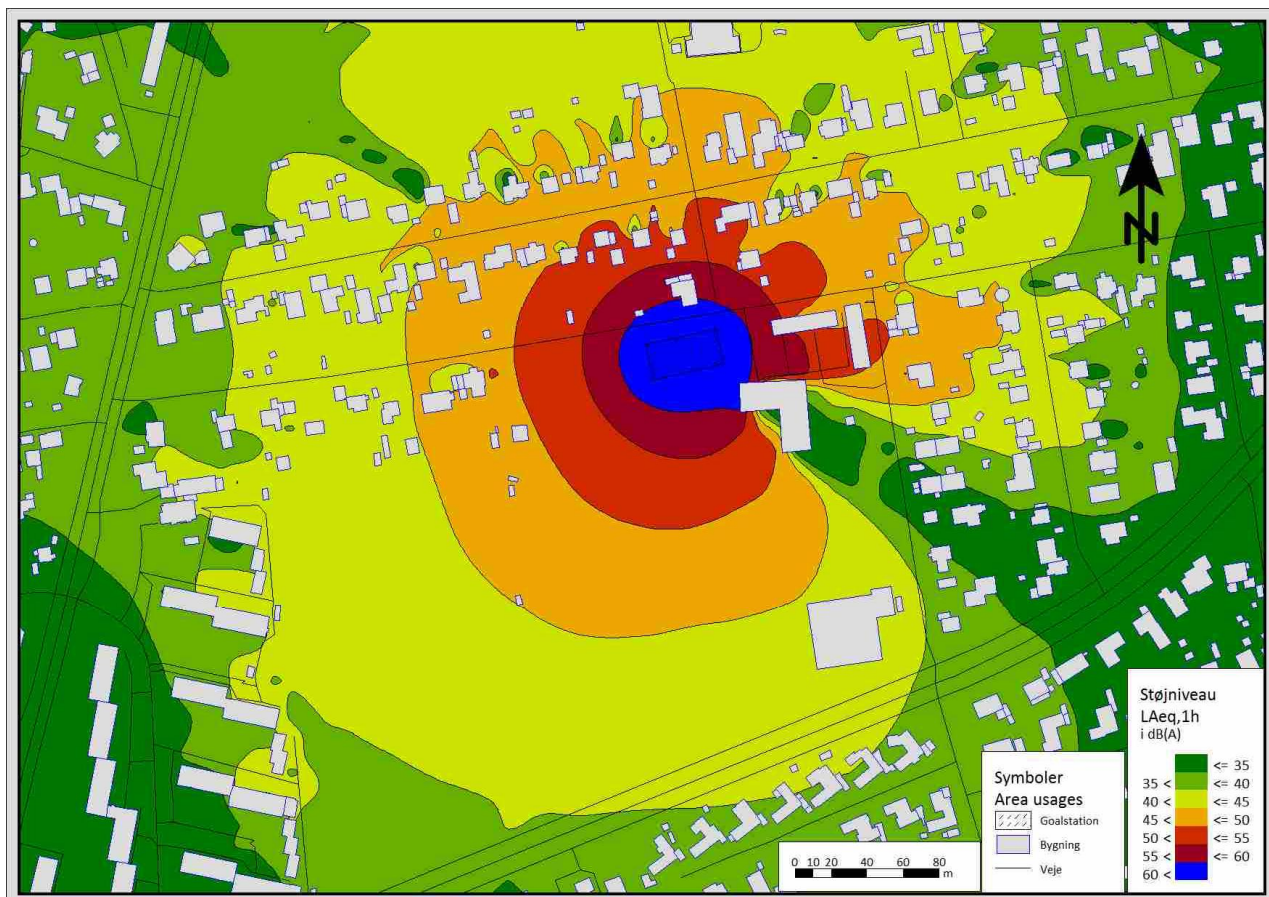 N
Støjniveau
LAeq,1h
i dB(A)
<= 35
35 < <= 40
40 < <= 45
45 < <= 50
50 < <= 55
55 < <= 60
60 <
Symboler
Area usages
Goalstation
Bygning
Veje
0 10 20 40 60 80
m